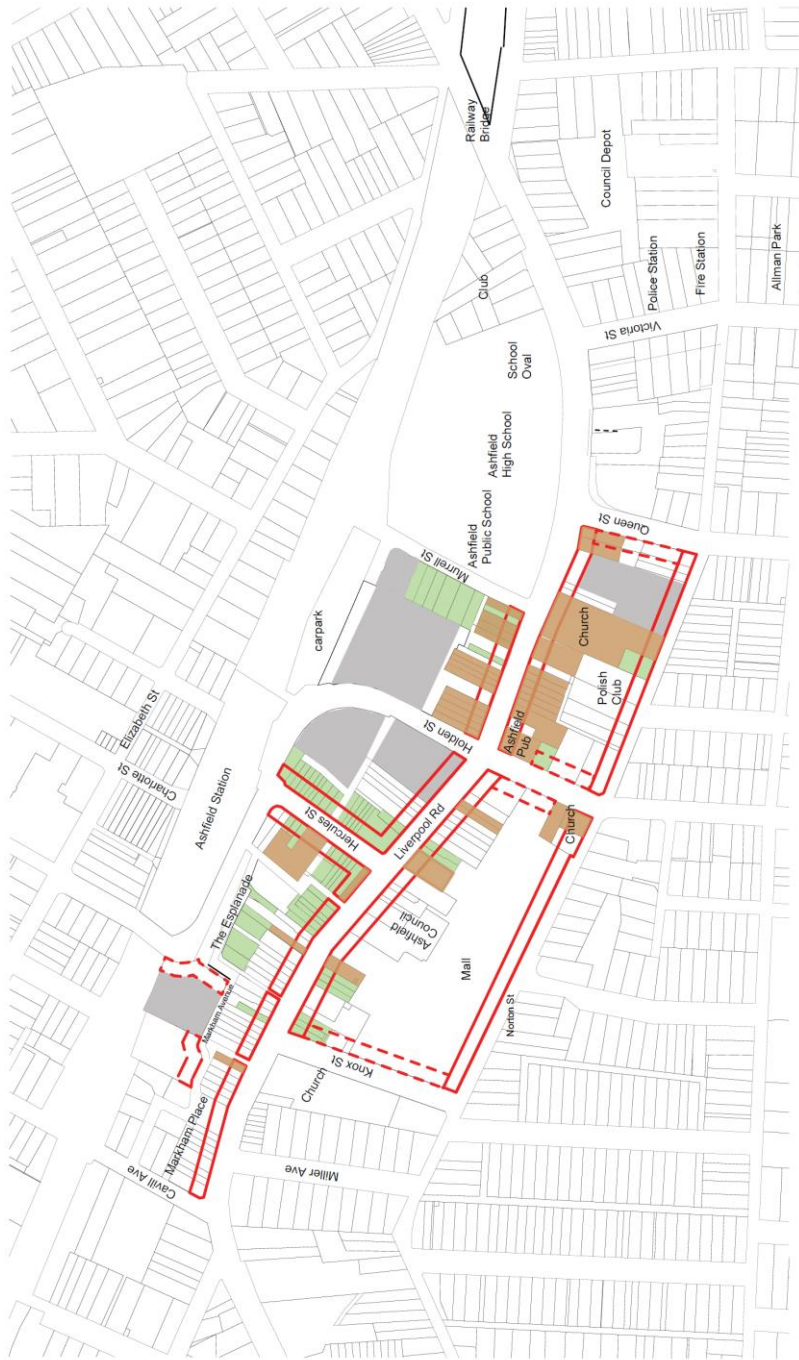 Railway
Bridge
Council Depot
Club
Police Station
Fire Station
Allman Park
Victoria St
School
Oval
Ashfield
High School
Ashfield
Public School
Murrell St
Queen St
carpark
Church
Polish
Club
Elizabeth St
Charlotte St
Holden St
Ashfield
Pub
Ashfield Station
Hercules St
Liverpool Rd
Church
The Esplanade
Ashfield
Council
Mall
Markham Avenue
Norton St
Knox St
Church
Markham Place
Cavill Ave
Miller Ave